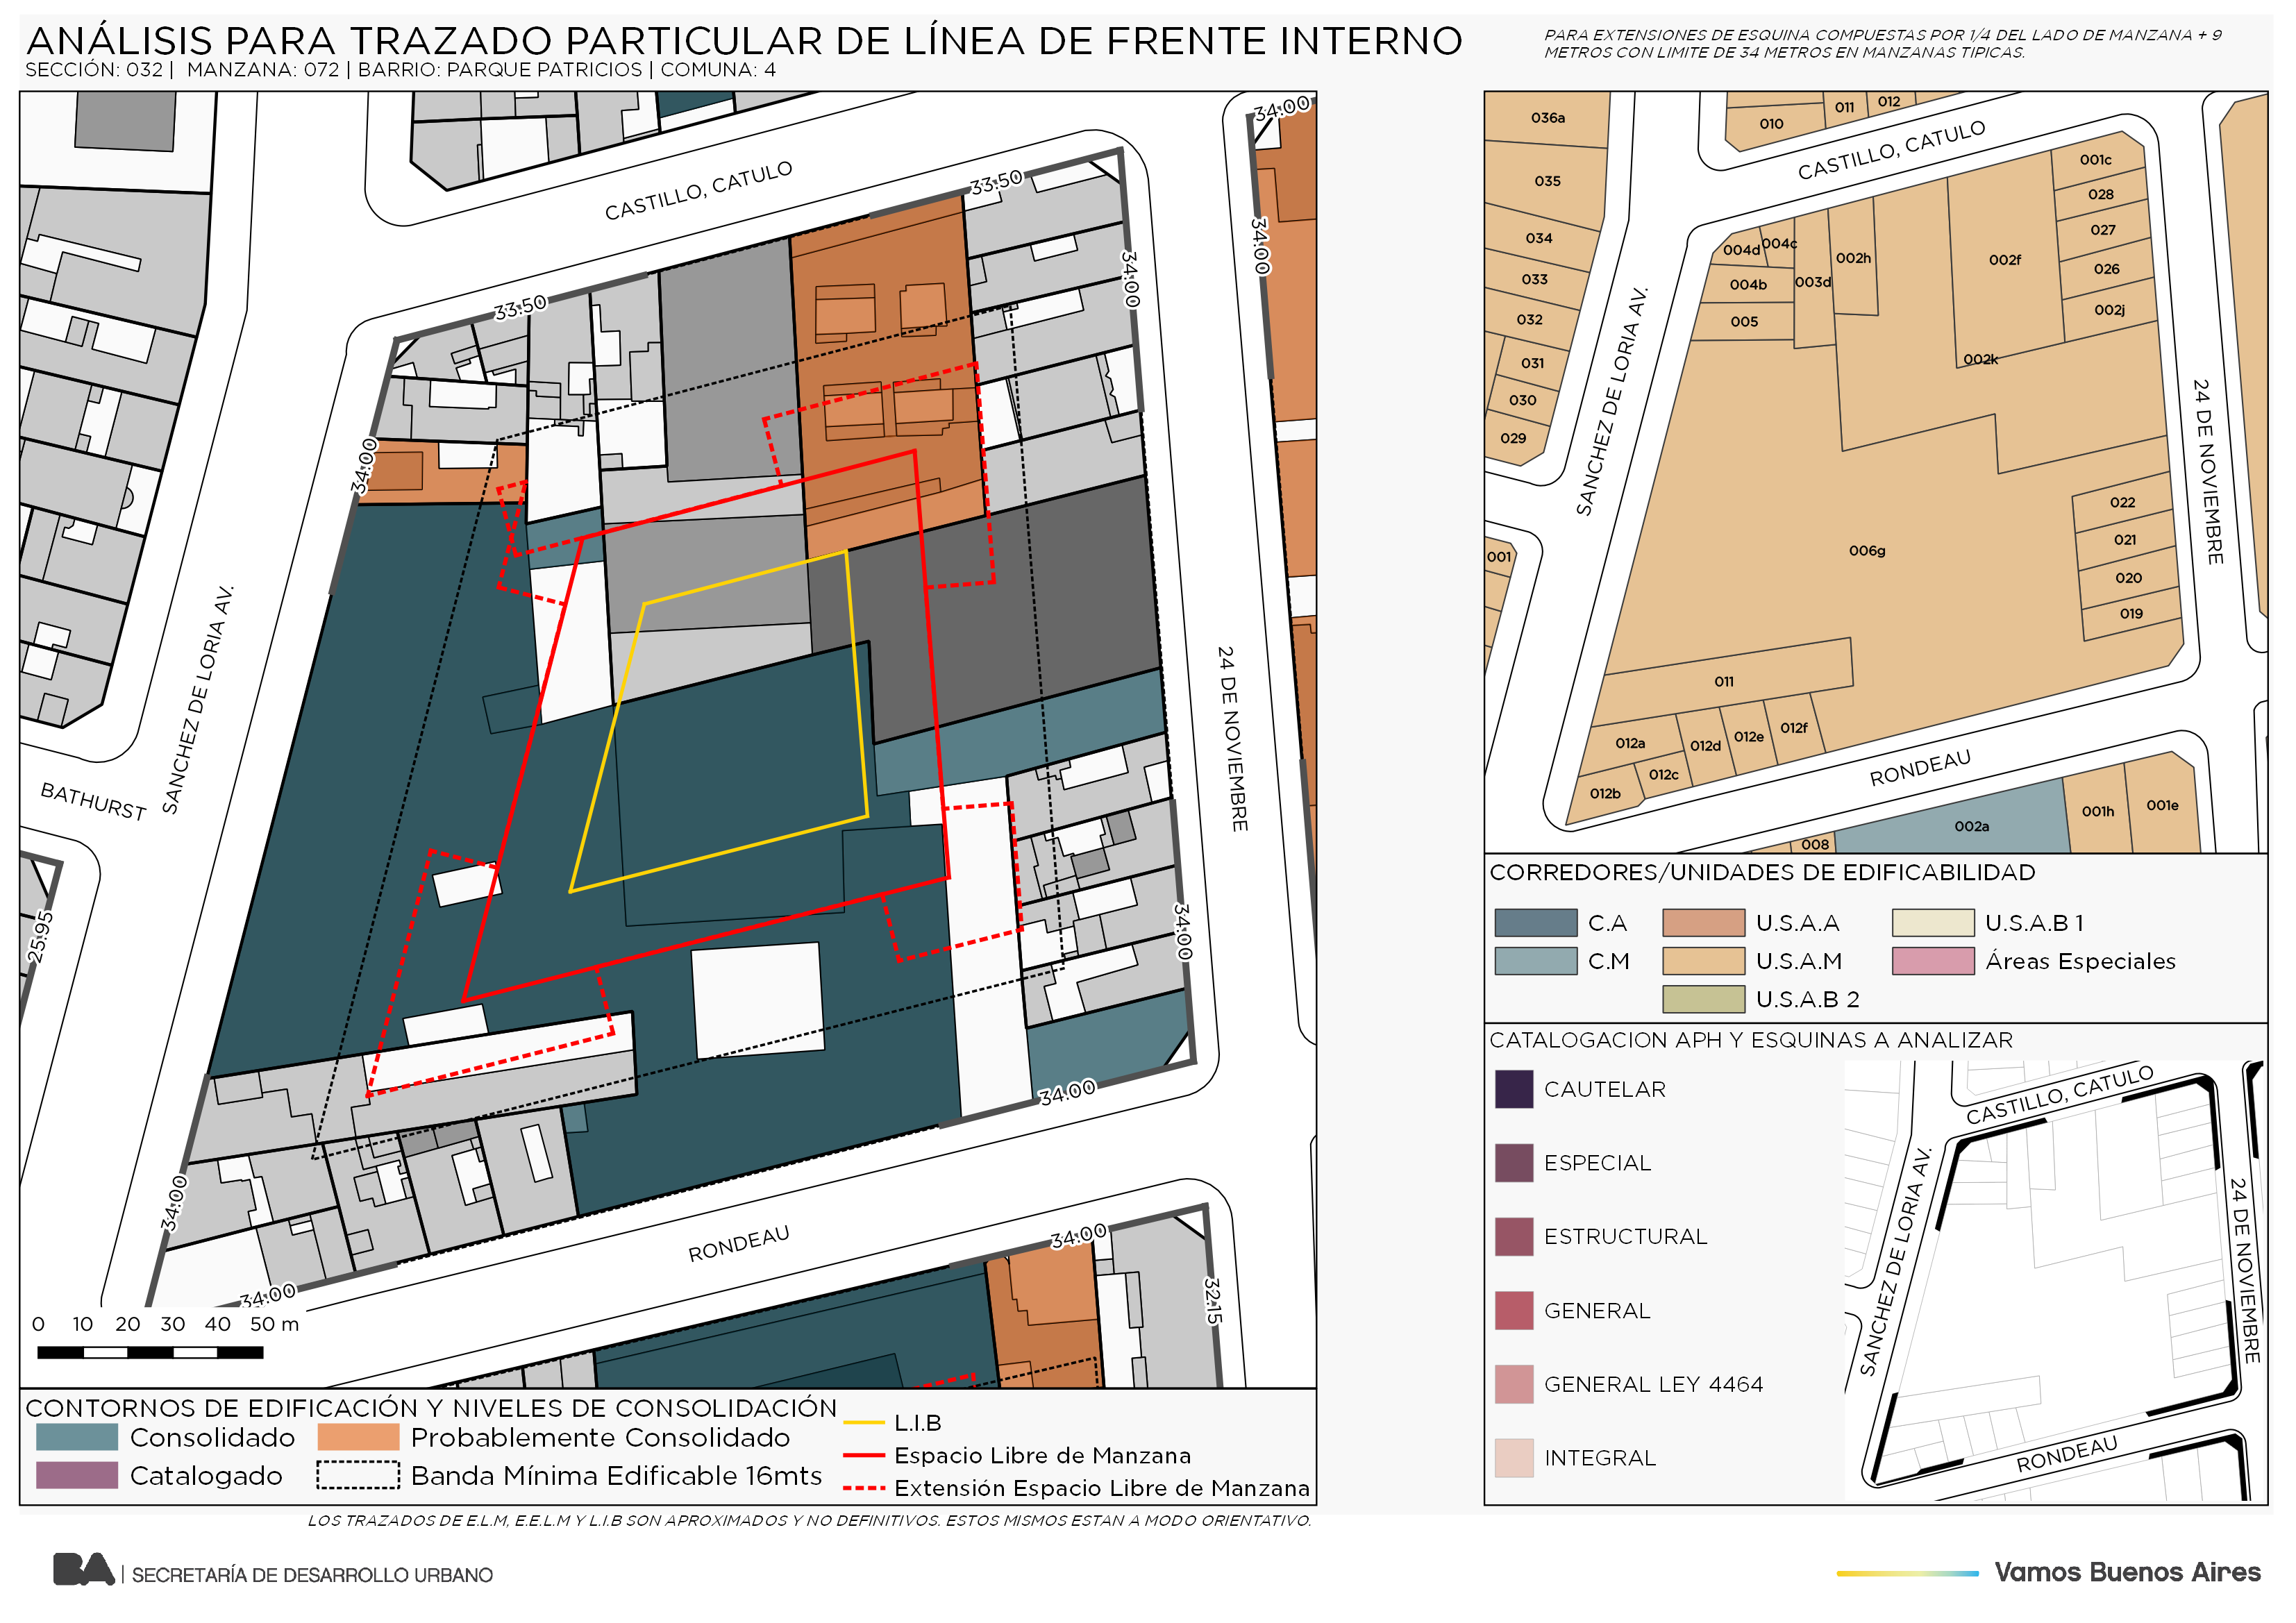 ANÁLISIS PARA TRAZADO PARTICULAR DE LÍNEA DE FRENTE INTERNO
SECCIÓN: 032 | MANZANA: 072 | BARRIO: PARQUE PATRICIOS | COMUNA: 4
PARA EXTENSIONES DE ESQUINA COMPUESTAS POR 1/4 DEL LADO DE MANZANA + 9
METROS CON LIMITE DE 34 METROS EN MANZANAS TIPICAS.
34:00
CASTILLO, CATULO
33:50
34:00
34:00
33:50
34:00
SANCHEZ DE LORIA AV.
BATHURST
24 DE NOVIEMBRE
25:95
34:00
34:00
34:00
34:00
RONDEAU
34:00
32:15
0 10 20 30 40 50 m
CONTORNOS DE EDIFICACIÓN Y NIVELES DE CONSOLIDACIÓN
Consolidado
Probablemente Consolidado
Catalogado
Banda Mínima Edificable 16mts
L.I.B
Espacio Libre de Manzana
Extensión Espacio Libre de Manzana
036a
010
011
012
CASTILLO, CATULO
035
001c
028
034
004d
004c
002h
002f
027
033
004b
003d
026
032
005
002j
031
002k
030
029
SANCHEZ DE LORIA AV.
24 DE NOVIEMBRE
022
021
001
006g
020
019
011
012a
012d
012e
012f
012c
012b
RONDEAU
002a
001h
001e
008
CORREDORES/UNIDADES DE EDIFICABILIDAD
C.A
U.S.A.A
U.S.A.B 1
C.M
U.S.A.M
Áreas Especiales
U.S.A.B 2
CATALOGACION APH Y ESQUINAS A ANALIZAR
CAUTELAR
ESPECIAL
ESTRUCTURAL
GENERAL
GENERAL LEY 4464
INTEGRAL
CASTILLO, CATULO
SANCHEZ DE LORIA AV.
24 DE NOVIEMBRE
RONDEAU
LOS TRAZADOS DE E.L.M, E.E.L.M Y L.I.B SON APROXIMADOS Y NO DEFINITIVOS. ESTOS MISMOS ESTAN A MODO ORIENTATIVO.
BA | SECRETARÍA DE DESARROLLO URBANO
Vamos Buenos Aires